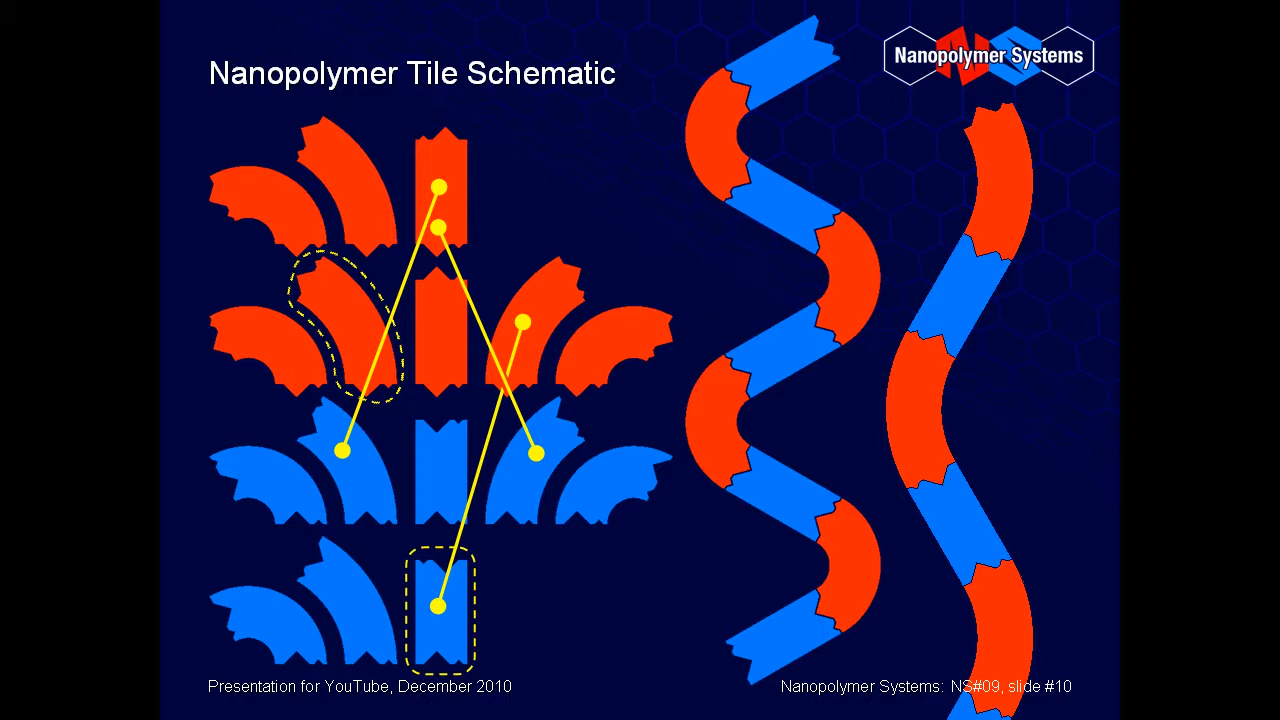 Nanopolymer Tile Schematic
Nanopolymer Systems
Presentation for YouTube, December 2010
Nanopolymer Systems: NS#09, slide #10